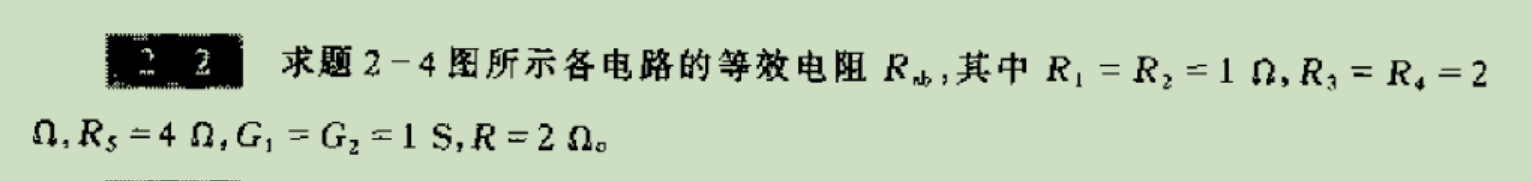 2 2 求题 2-4 图所示各电路的等效电阻 R_ab,其中 R₁ = R₂ = 1 Ω, R₃ = R₄ = 2
Ω, R₅ = 4 Ω, G₁ = G₂ = 1 S, R = 2 Ω。